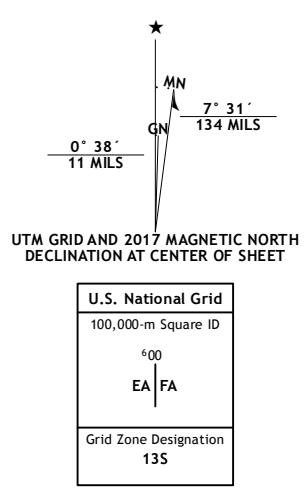 ★
MN
7° 31´
134 MILS
GN
0° 38´
11 MILS
UTM GRID AND 2017 MAGNETIC NORTH
DECLINATION AT CENTER OF SHEET
U.S. National Grid
100,000-m Square ID
⁶00
EA FA
Grid Zone Designation
13S